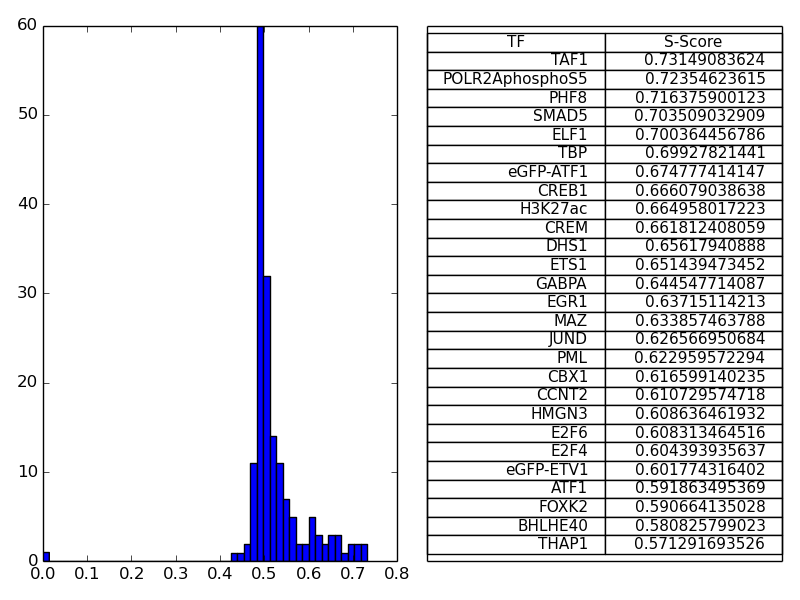 60
50
40
30
20
10
0
0.0 0.1 0.2 0.3 0.4 0.5 0.6 0.7 0.8
TF S-Score
TAF1 0.73149083624
POLR2AphosphoS5 0.72354623615
PHF8 0.716375900123
SMAD5 0.703509032909
ELF1 0.700364456786
TBP 0.69927821441
eGFP-ATF1 0.674777414147
CREB1 0.666079038638
H3K27ac 0.664958017223
CREM 0.661812408059
DHS1 0.65617940888
ETS1 0.651439473452
GABPA 0.644547714087
EGR1 0.63715114213
MAZ 0.633857463788
JUND 0.626566950684
PML 0.622959572294
CBX1 0.616599140235
CCNT2 0.610729574718
HMGN3 0.608636461932
E2F6 0.608313464516
E2F4 0.604393935637
eGFP-ETV1 0.601774316402
ATF1 0.591863495369
FOXK2 0.590664135028
BHLHE40 0.580825799023
THAP1 0.571291693526